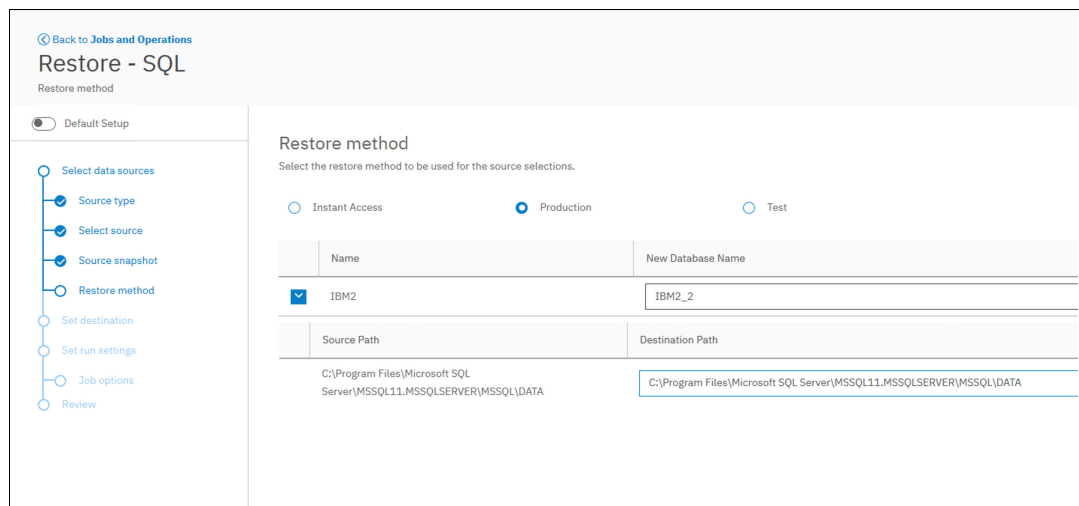 Back to Jobs and Operations
Restore - SQL
Restore method
Default Setup
Select data sources
Source type
Select source
Source snapshot
Restore method
Set destination
Set run settings
Job options
Review
Restore method
Select the restore method to be used for the source selections.
Instant Access Production Test
Name New Database Name
IBM2 IBM2_2
Source Path Destination Path
C:\Program Files\Microsoft SQL
Server\MSSQL11.MSSQLSERVER\MSSQL\DATA
C:\Program Files\Microsoft SQL Server\MSSQL11.MSSQLSERVER\MSSQL\DATA